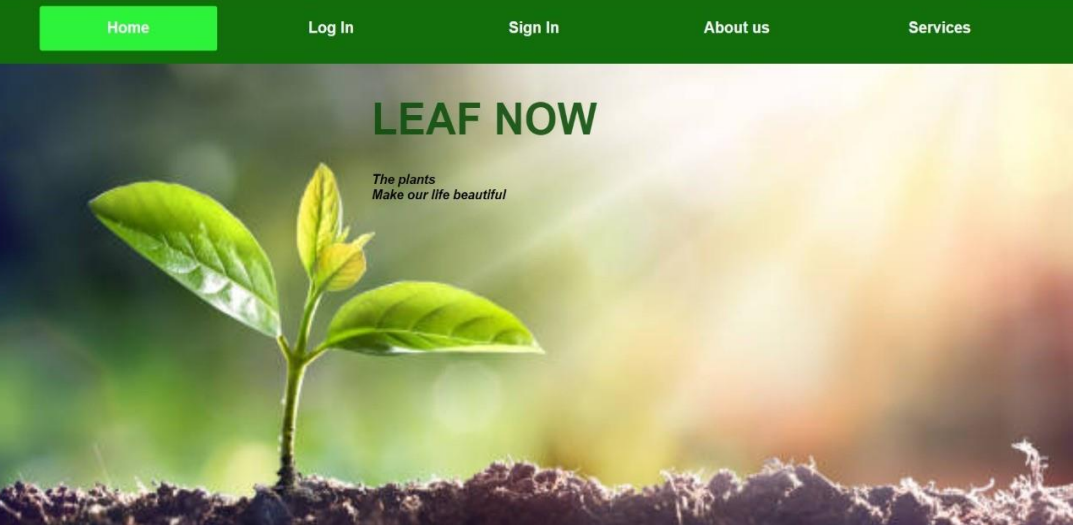 Home
Log In
Sign In
About us
Services
LEAF NOW
The plants
Make our life beautiful